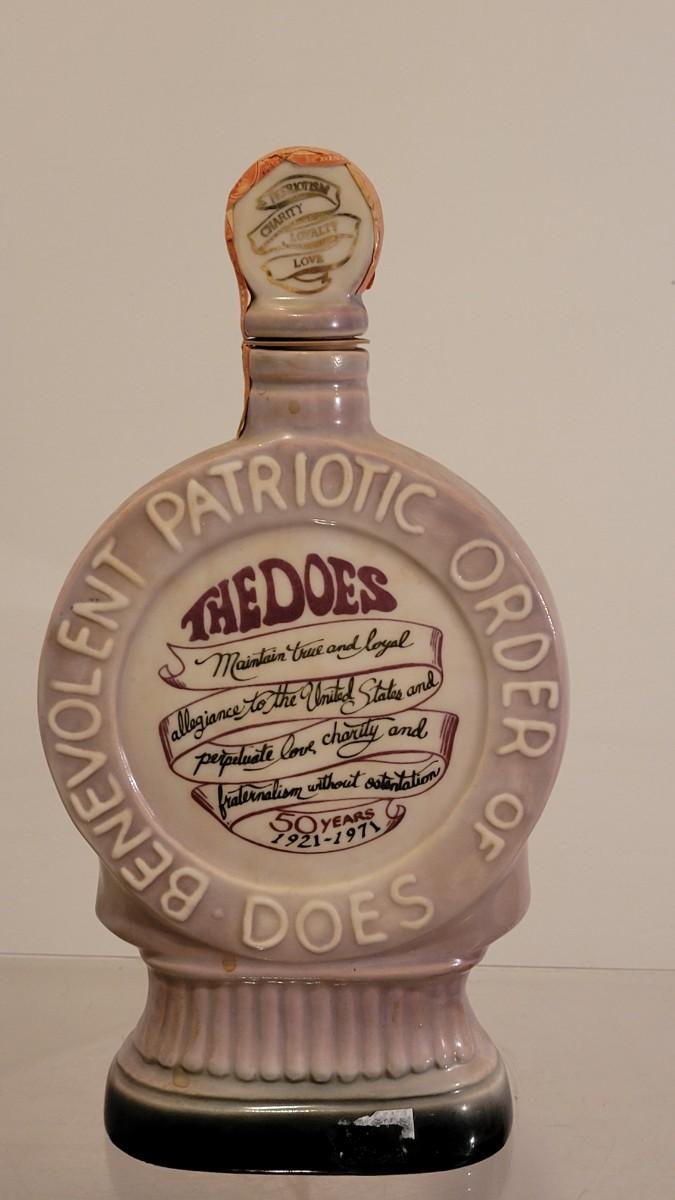 PATRIOTISM
CHARITY
LOYALTY
LOVE
BENEVOLENT PATRIOTIC ORDER OF DOES
THE DOES
Maintain true and loyal
allegiance to the United States and
perpetuate love, charity and
fraternalism without ostentation
50 YEARS
1921-1971